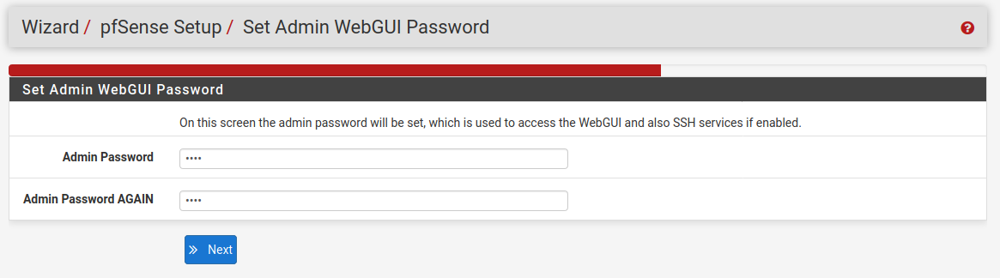 Wizard / pfSense Setup / Set Admin WebGUI Password
Set Admin WebGUI Password
On this screen the admin password will be set, which is used to access the WebGUI and also SSH services if enabled.
Admin Password ••••
Admin Password AGAIN ••••
Next